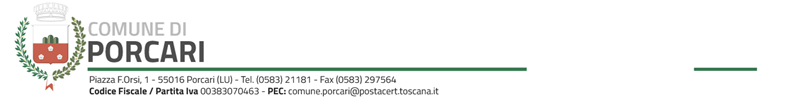 COMUNE DI
PORCARI
Piazza F.Orsi, 1 - 55016 Porcari (LU) - Tel. (0583) 21181 - Fax (0583) 297564
Codice Fiscale / Partita Iva 00383070463 - PEC: comune.porcari@postacert.toscana.it